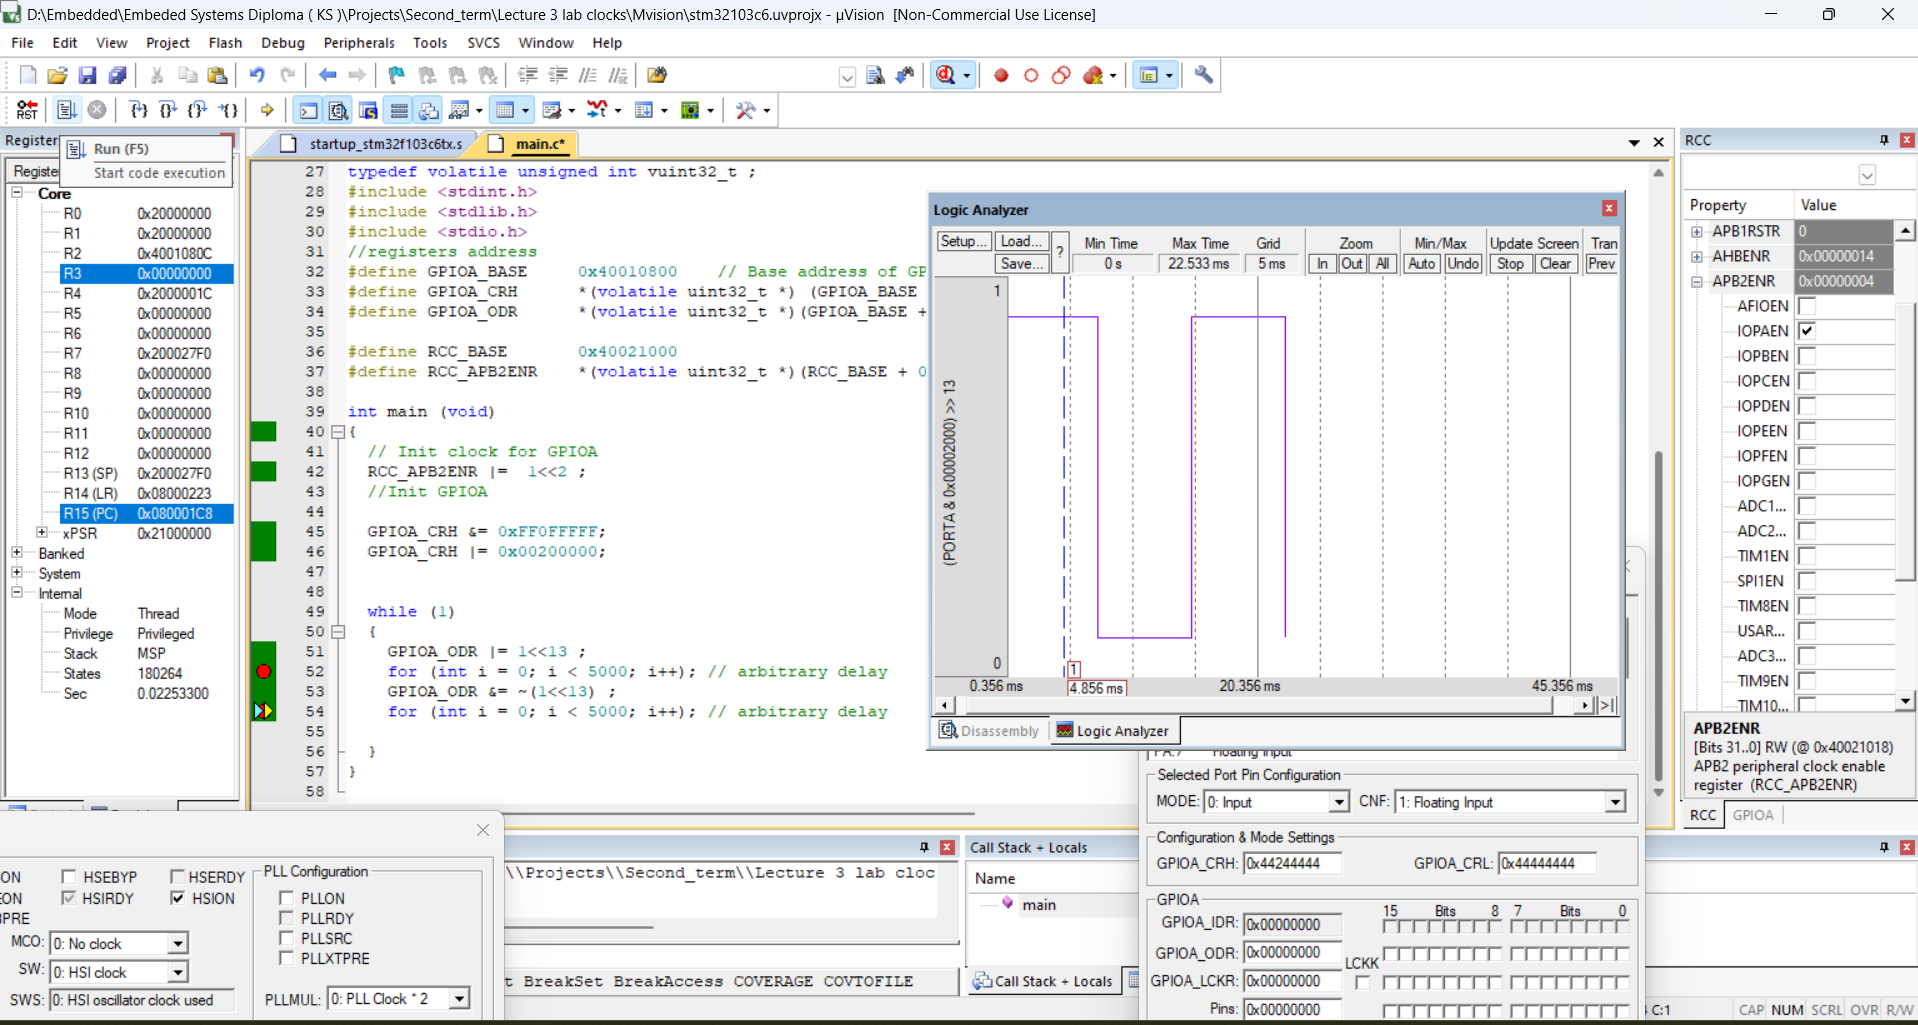 D:\Embedded\Embeded Systems Diploma ( KS )\Projects\Second_term\Lecture 3 lab clocks\Mvision\stm32103c6.uvprojx - µVision  [Non-Commercial Use License]
File Edit View Project Flash Debug Peripherals Tools SVCS Window Help
RST
Register
Run (F5)
Start code execution
Registe
Core
R0 0x20000000
R1 0x20000000
R2 0x4001080C
R3 0x00000000
R4 0x2000001C
R5 0x00000000
R6 0x00000000
R7 0x200027F0
R8 0x00000000
R9 0x00000000
R10 0x00000000
R11 0x00000000
R12 0x00000000
R13 (SP) 0x200027F0
R14 (LR) 0x08000223
R15 (PC) 0x080001C8
xPSR 0x21000000
Banked
System
Internal
Mode Thread
Privilege Privileged
Stack MSP
States 180264
Sec 0.02253300
startup_stm32f103c6tx.s main.c*
27 typedef volatile unsigned int vuint32_t ;
28 #include <stdint.h>
29 #include <stdlib.h>
30 #include <stdio.h>
31 //registers address
32 #define GPIOA_BASE 0x40010800 // Base address of GP
33 #define GPIOA_CRH *(volatile uint32_t *) (GPIOA_BASE
34 #define GPIOA_ODR *(volatile uint32_t *)(GPIOA_BASE +
35
36 #define RCC_BASE 0x40021000
37 #define RCC_APB2ENR *(volatile uint32_t *)(RCC_BASE + 0
38
39 int main (void)
40 {
41 // Init clock for GPIOA
42 RCC_APB2ENR |= 1<<2 ;
43 //Init GPIOA
44
45 GPIOA_CRH &= 0xFF0FFFFF;
46 GPIOA_CRH |= 0x00200000;
47
48
49 while (1)
50 {
51 GPIOA_ODR |= 1<<13 ;
52 for (int i = 0; i < 5000; i++); // arbitrary delay
53 GPIOA_ODR &= ~(1<<13) ;
54 for (int i = 0; i < 5000; i++); // arbitrary delay
55
56 }
57 }
58
Logic Analyzer
Setup... Load... ? Min Time Max Time Grid Zoom Min/Max Update Screen Tran
Save... 0 s 22.533 ms 5 ms In Out All Auto Undo Stop Clear Prev
1
(PORTA & 0x00002000) >> 13
0
1
0.356 ms 4.856 ms 20.356 ms 45.356 ms
Disassembly Logic Analyzer
RCC
Property Value
APB1RSTR 0
AHBENR 0x00000014
APB2ENR 0x00000004
AFIOEN
IOPAEN
IOPBEN
IOPCEN
IOPDEN
IOPEEN
IOPFEN
IOPGEN
ADC1...
ADC2...
TIM1EN
SPI1EN
TIM8EN
USAR...
ADC3...
TIM9EN
TIM10...
APB2ENR
[Bits 31..0] RW (@ 0x40021018)
APB2 peripheral clock enable
register (RCC_APB2ENR)
RCC GPIOA
Floating Input
Selected Port Pin Configuration
MODE: 0: Input CNF: 1: Floating Input
Configuration & Mode Settings
GPIOA_CRH: 0x44244444 GPIOA_CRL: 0x44444444
GPIOA
15 Bits 8 7 Bits 0
GPIOA_IDR: 0x00000000
GPIOA_ODR: 0x00000000
LCKK
GPIOA_LCKR: 0x00000000
Pins: 0x00000000
ON HSEBYP HSERDY
EON HSIRDY HSION
PRE
MCO: 0: No clock
SW: 0: HSI clock
SWS: 0: HSI oscillator clock used
PLL Configuration
PLLON
PLLRDY
PLLSRC
PLLXTPRE
PLLMUL: 0: PLL Clock * 2
\\Projects\\Second_term\\Lecture 3 lab cloc
t BreakSet BreakAccess COVERAGE COVTOFILE
Call Stack + Locals
Name
main
Call Stack + Locals
C:1 CAP NUM SCRL OVR R/W